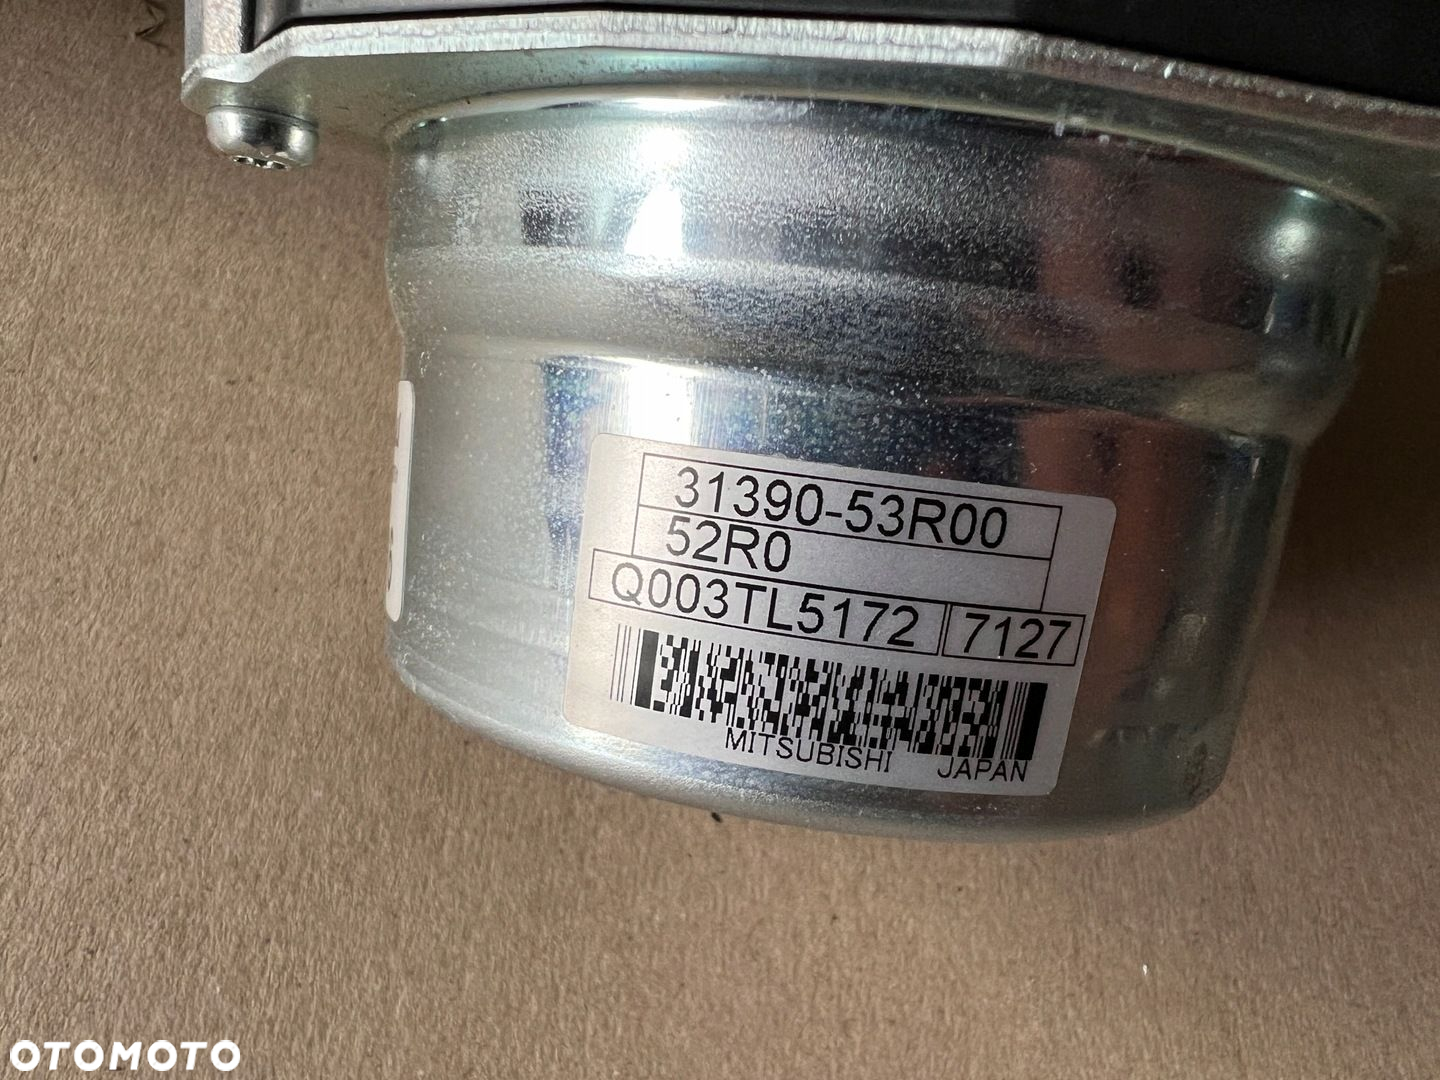 31390-53R00
52R0
Q003TL5172 7127
MITSUBISHI JAPAN
OTOMOTO